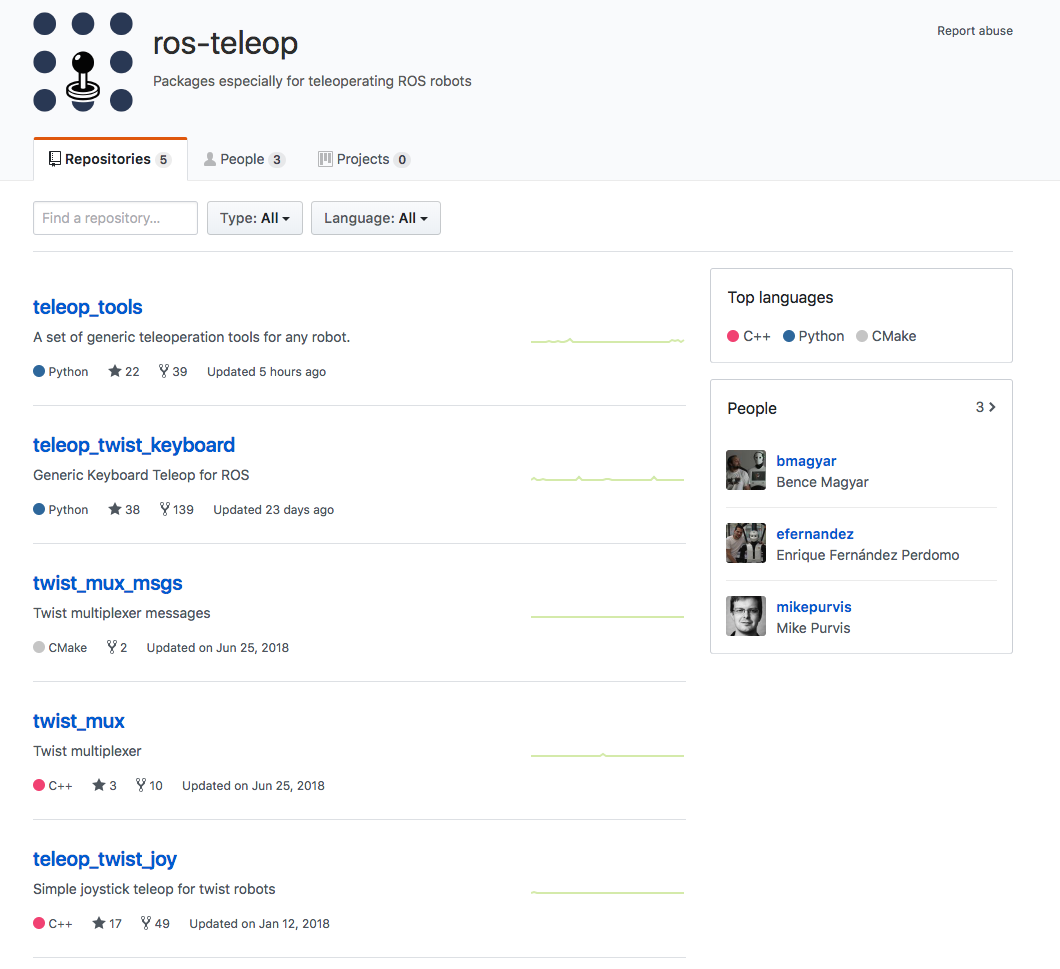 ros-teleop
Report abuse
Packages especially for teleoperating ROS robots
Repositories 5 People 3 Projects 0
Find a repository... Type: All Language: All
teleop_tools
A set of generic teleoperation tools for any robot.
Python 22 39 Updated 5 hours ago
teleop_twist_keyboard
Generic Keyboard Teleop for ROS
Python 38 139 Updated 23 days ago
twist_mux_msgs
Twist multiplexer messages
CMake 2 Updated on Jun 25, 2018
twist_mux
Twist multiplexer
C++ 3 10 Updated on Jun 25, 2018
teleop_twist_joy
Simple joystick teleop for twist robots
C++ 17 49 Updated on Jan 12, 2018
Top languages
C++ Python CMake
People 3
bmagyar
Bence Magyar
efernandez
Enrique Fernández Perdomo
mikepurvis
Mike Purvis